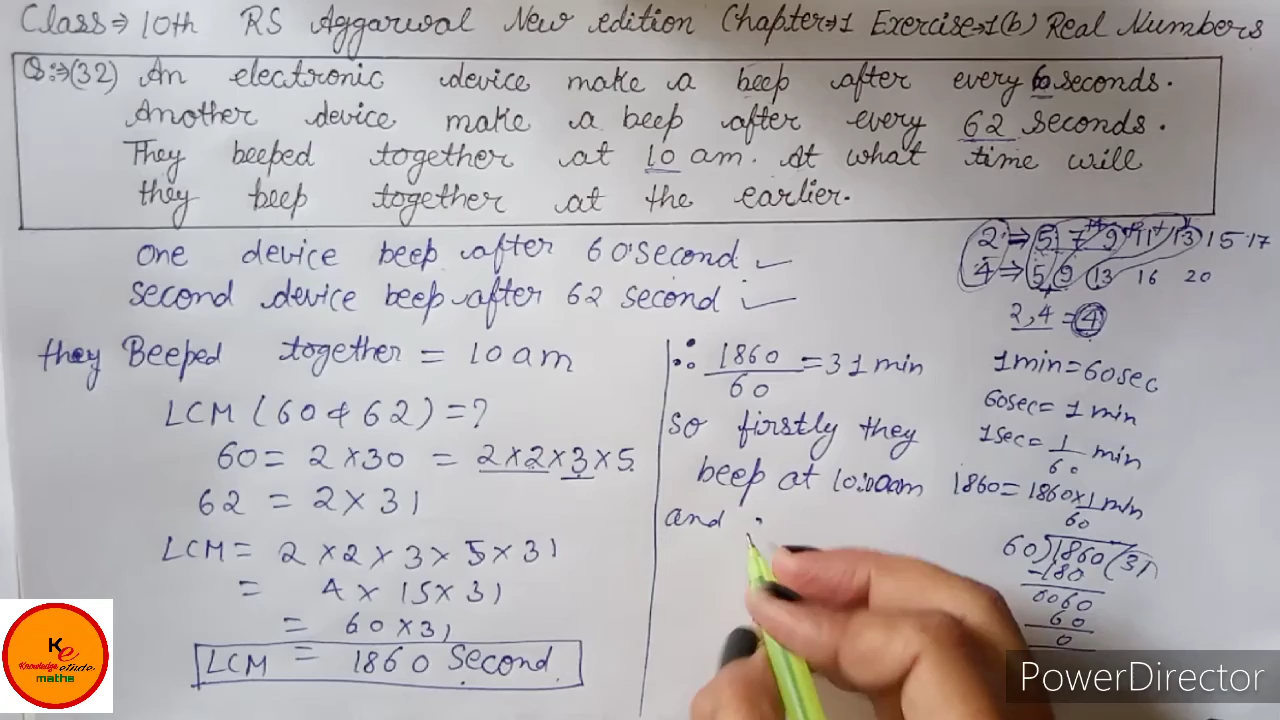 Class⇒ 10th RS Aggarwal New edition Chapter⇒1 Exercise⇒1(b) Real Numbers
Q:⇒(32) An electronic device make a beep after every 60 seconds.
Another device make a beep after every 62 seconds.
They beeped together at 10 am. At what time will
they beep together at the earlier.
One device beep after 60 second ✓
second device beep after 62 second ✓
they Beeped together = 10 am
LCM (60 & 62) = ?
60 = 2 × 30 = 2×2×3×5
62 = 2 × 31
LCM = 2 × 2 × 3 × 5 × 31
= 4 × 15 × 31
= 60 × 31
LCM = 1860 second
∴ 1860/60 = 31 min
So firstly they
beep at 10:00am
and
2 ⇒ 5 7 9 11 13 15 17
4 ⇒ 5 9 13 16 20
2, 4 = 4
1min = 60sec
60sec = 1 min
1sec = 1/60 min
1860 = 1860 × 1/60 min
60)1860(31
-180
0060
60
0
Ke
Knowledge etude
maths
PowerDirector